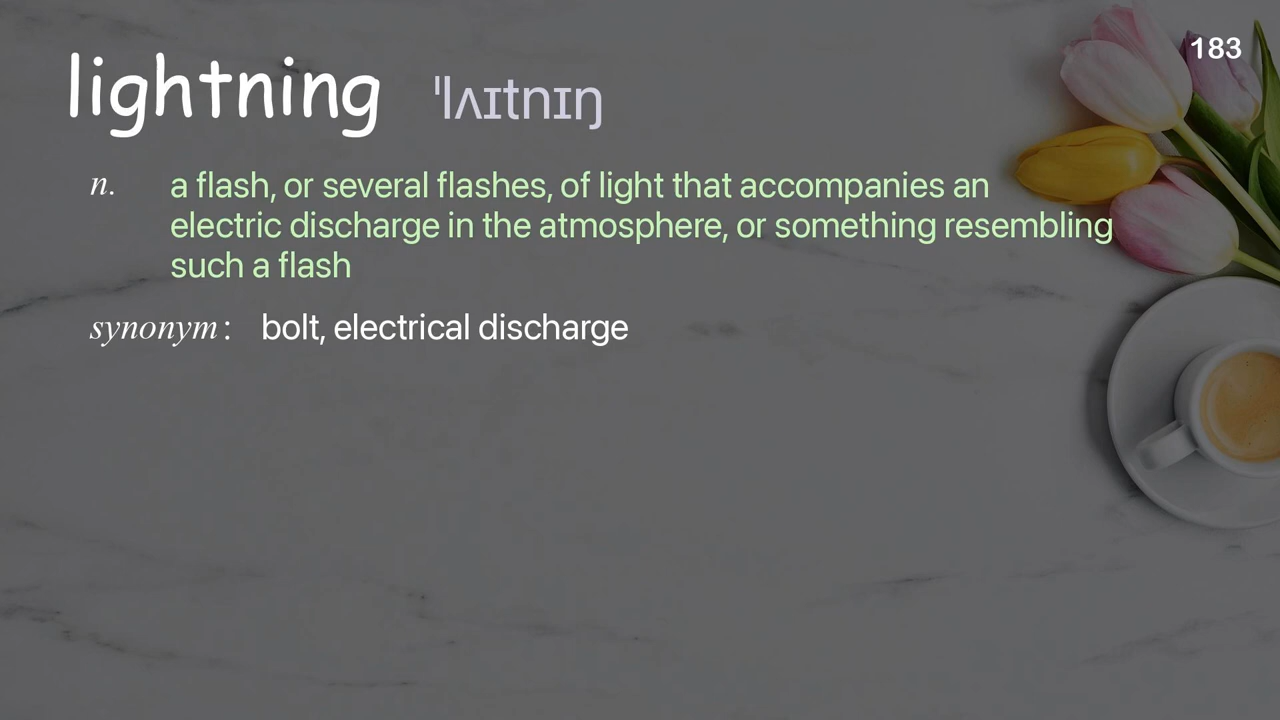 183
lightning ˈlʌɪtnɪŋ
n. a flash, or several flashes, of light that accompanies an
electric discharge in the atmosphere, or something resembling
such a flash
synonym: bolt, electrical discharge